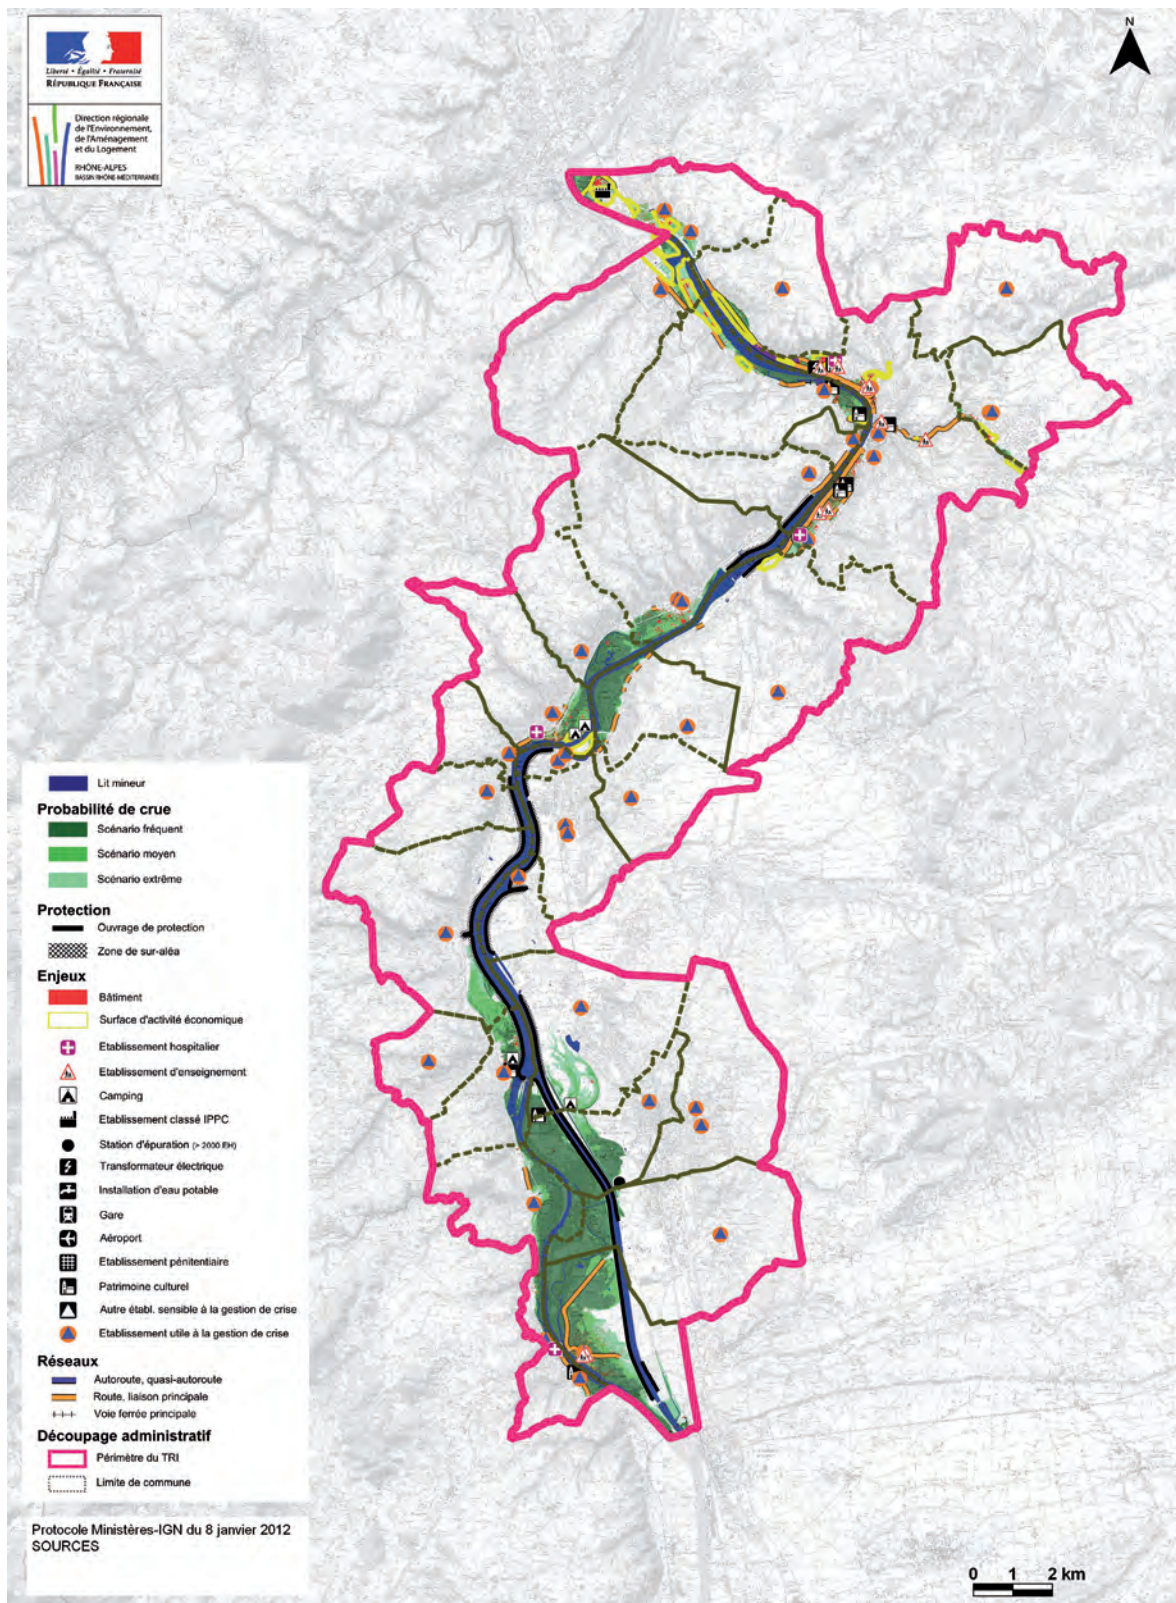 Liberté • Égalité • Fraternité
RÉPUBLIQUE FRANÇAISE
Direction régionale
de l'Environnement,
de l'Aménagement
et du Logement
RHÔNE-ALPES
BASSIN RHÔNE-MÉDITERRANÉE
N
Lit mineur
Probabilité de crue
Scénario fréquent
Scénario moyen
Scénario extrême
Protection
Ouvrage de protection
Zone de sur-aléa
Enjeux
Bâtiment
Surface d'activité économique
Etablissement hospitalier
Etablissement d'enseignement
Camping
Etablissement classé IPPC
Station d'épuration (> 2000 EH)
Transformateur électrique
Installation d'eau potable
Gare
Aéroport
Etablissement pénitentiaire
Patrimoine culturel
Autre établ. sensible à la gestion de crise
Etablissement utile à la gestion de crise
Réseaux
Autoroute, quasi-autoroute
Route, liaison principale
Voie ferrée principale
Découpage administratif
Périmètre du TRI
Limite de commune
Protocole Ministères-IGN du 8 janvier 2012
SOURCES
0 1 2 km